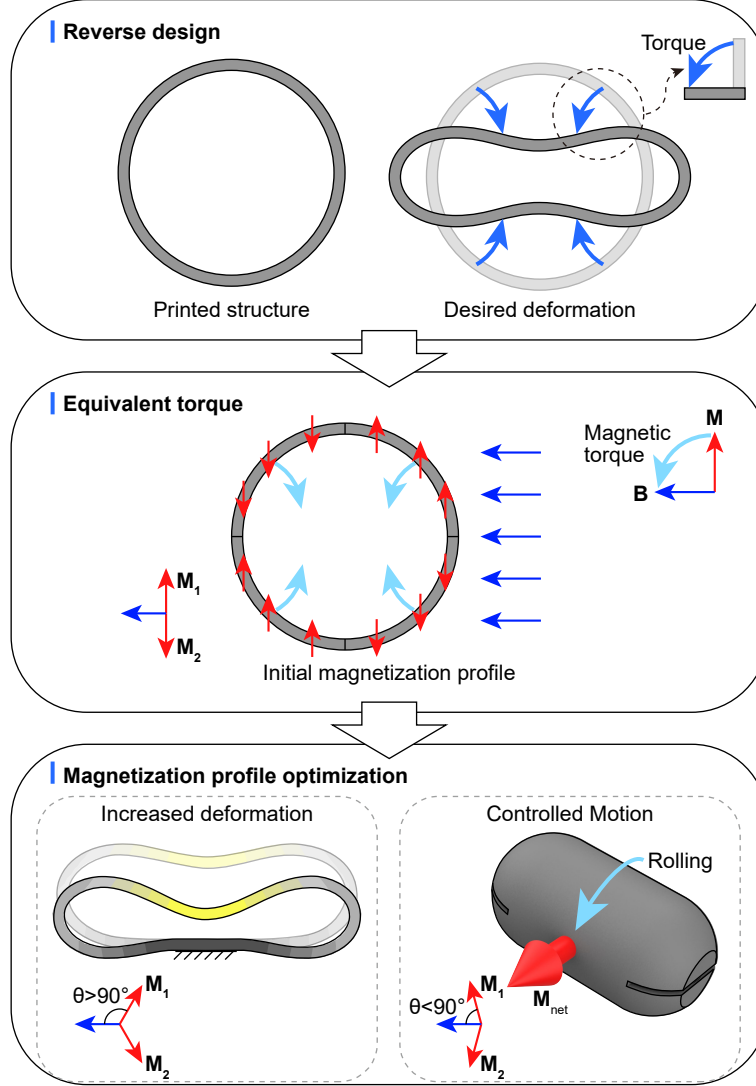 Reverse design
Torque
Printed structure
Desired deformation
Equivalent torque
M
Magnetic
torque
B
M1
M2
Initial magnetization profile
Magnetization profile optimization
Increased deformation
θ>90°
M1
M2
Controlled Motion
Rolling
M1
θ<90°
Mnet
M2